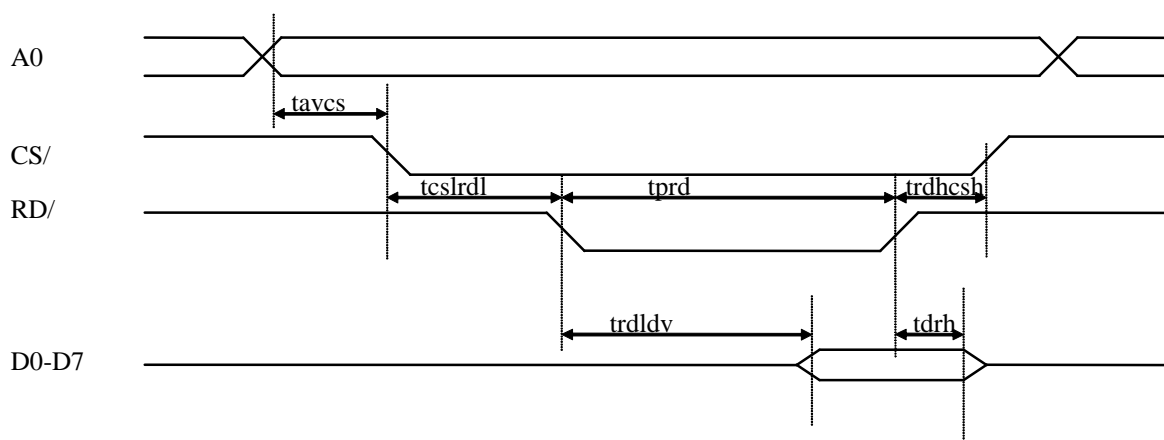 A0
tavcs
CS/
tcslrdl tprd trdhcsh
RD/
trdldv tdrh
D0-D7